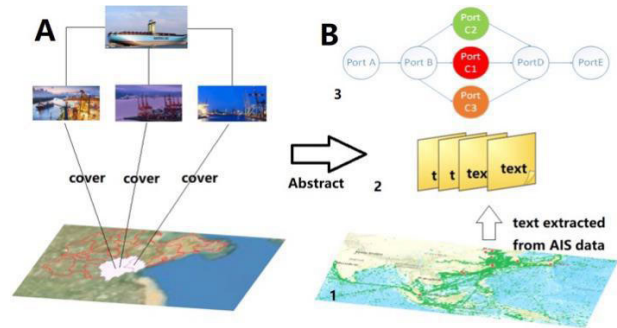 A
B
Port
C2
Port A
Port B
Port
C1
PortD
PortE
Port
C3
3
cover
cover
cover
Abstract
2
t
t
tex
text
text extracted
from AIS data
1